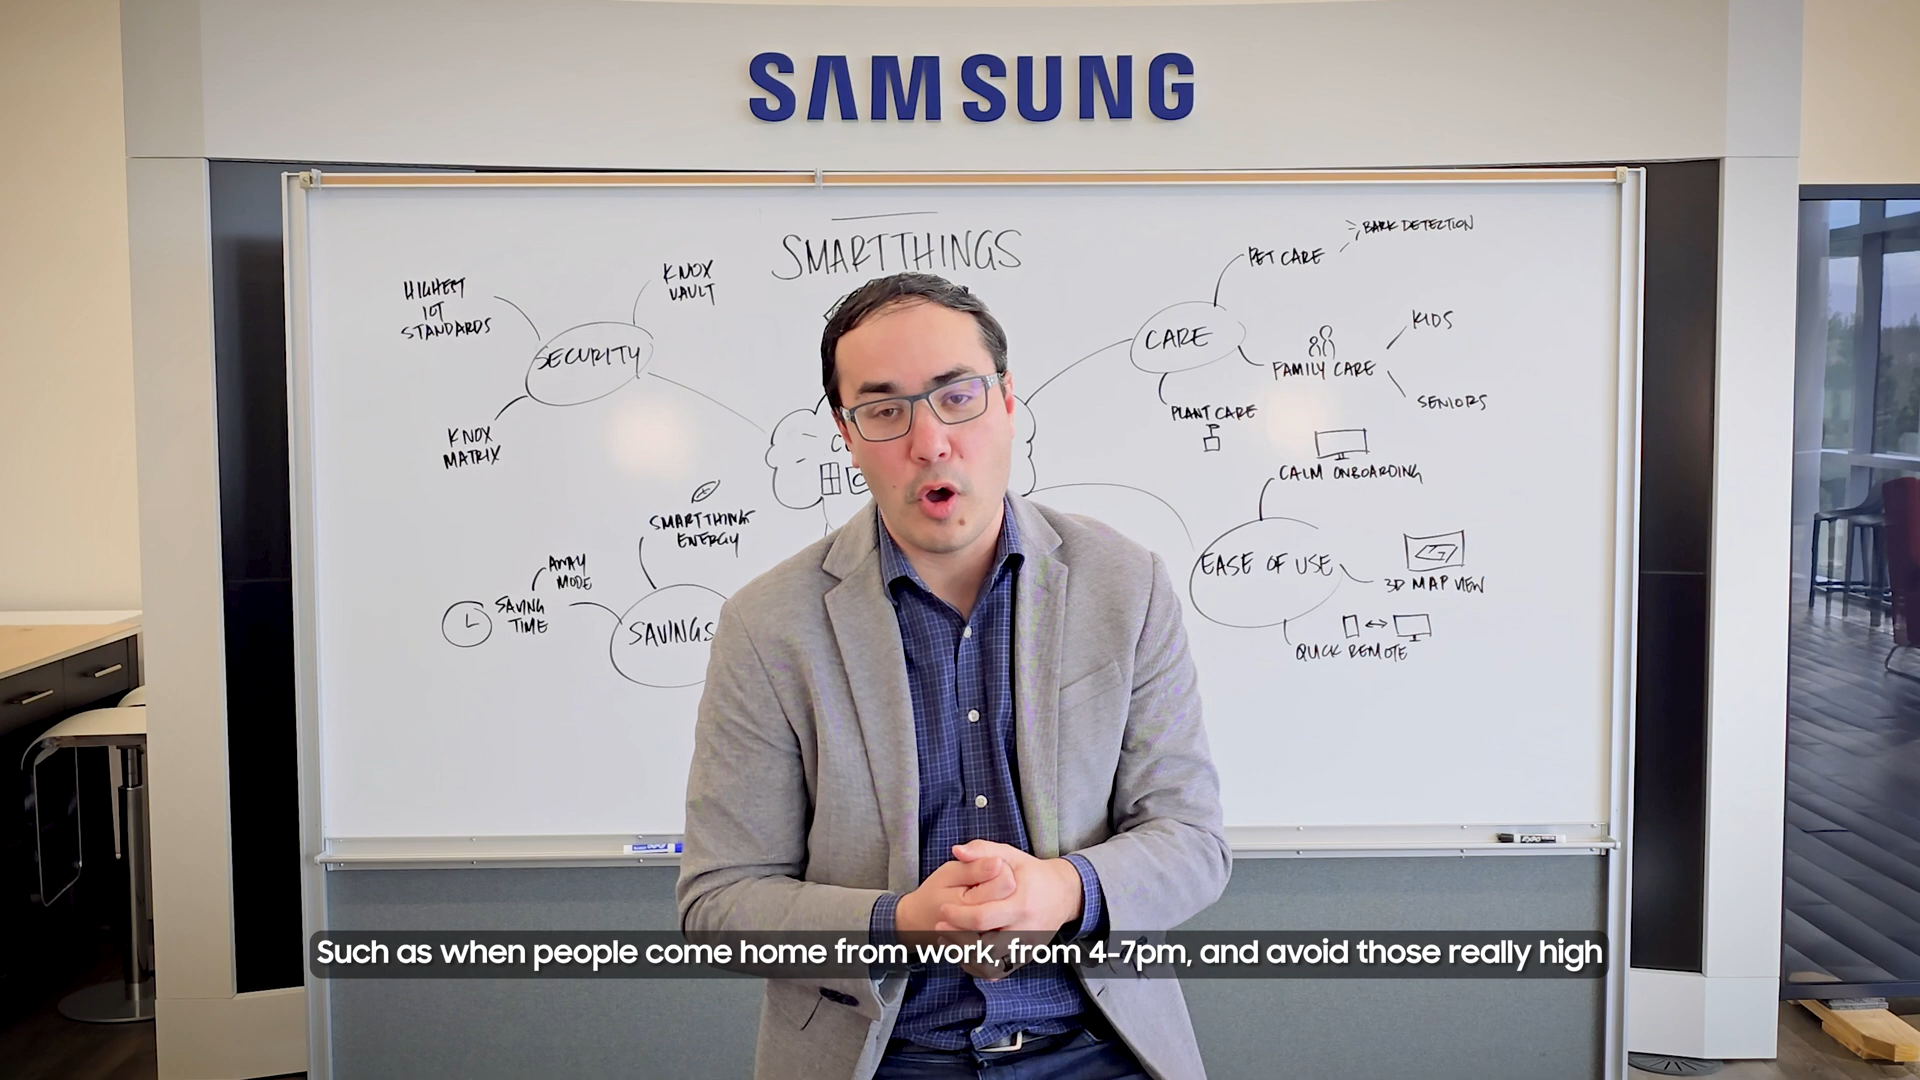 SAMSUNG
SMARTTHINGS
HIGHEST
IOT
STANDARDS
KNOX
VAULT
SECURITY
KNOX
MATRIX
SMARTTHINGS
ENERGY
AWAY
MODE
SAVING
TIME
SAVINGS
BARK DETECTION
PET CARE
CARE
KIDS
FAMILY CARE
SENIORS
PLANT CARE
CALM ONBOARDING
EASE OF USE
3D MAP VIEW
QUICK REMOTE
EXPO
Such as when people come home from work, from 4-7pm, and avoid those really high